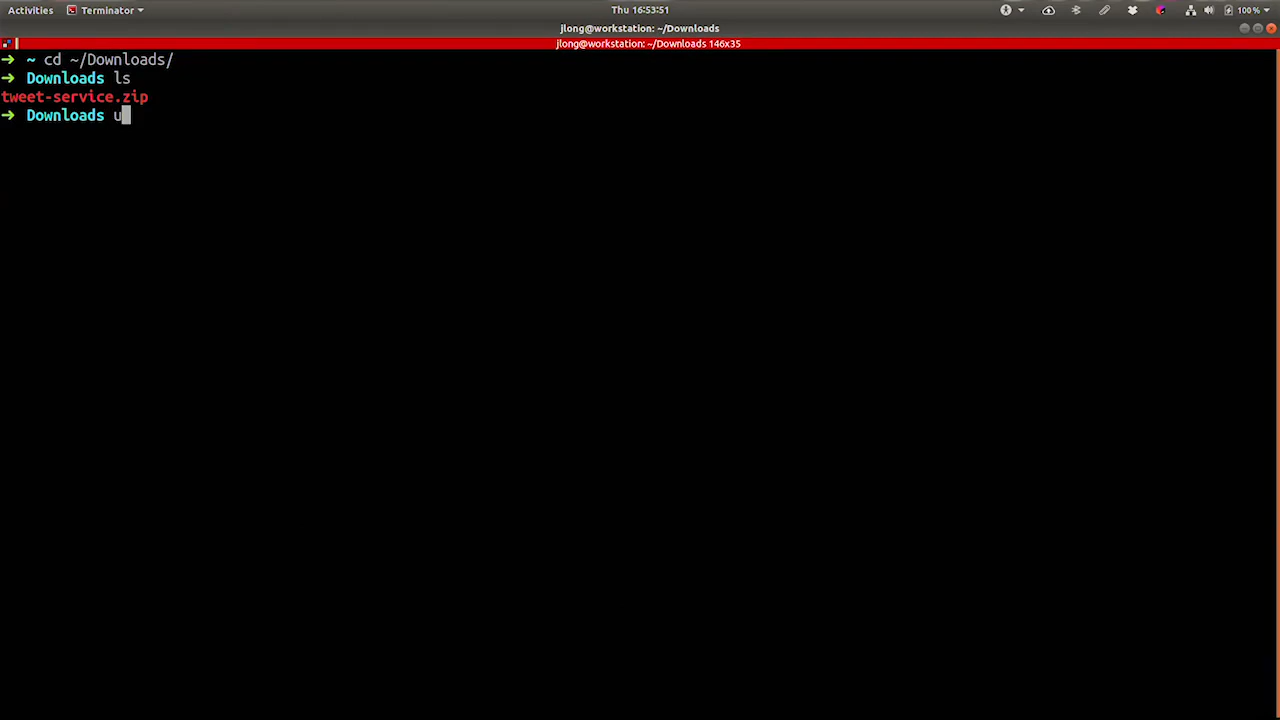 Activities Terminator Thu 16:53:51 100%
jlong@workstation: ~/Downloads
jlong@workstation: ~/Downloads 146x35
➜ ~ cd ~/Downloads/
➜ Downloads ls
tweet-service.zip
➜ Downloads u